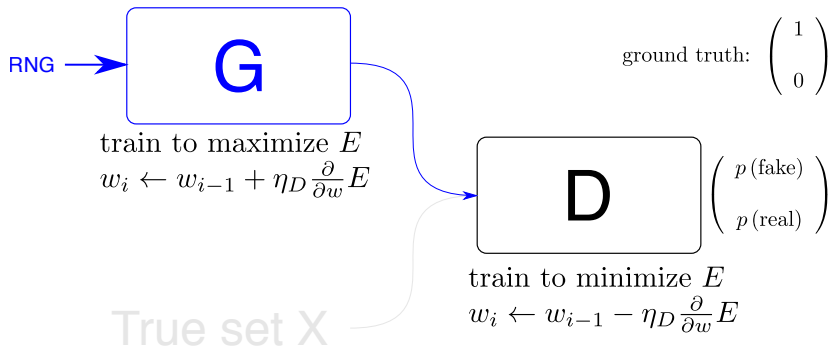 RNG
G
ground truth: ( 1 0 )
train to maximize E
w_i ← w_{i−1} + η_D ∂/∂w E
D
( p (fake) p (real) )
train to minimize E
w_i ← w_{i−1} − η_D ∂/∂w E
True set X